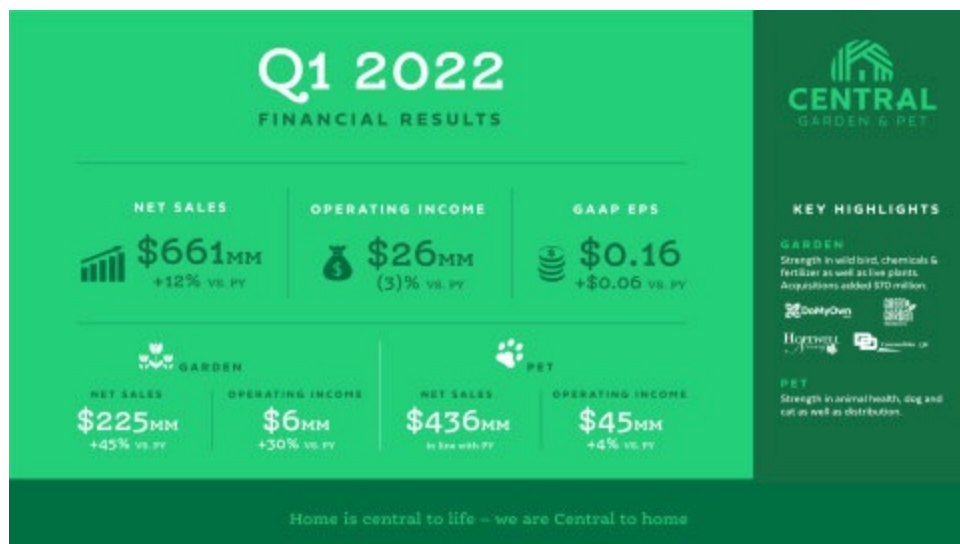 Q1 2022
FINANCIAL RESULTS
NET SALES
$661MM
+12% VS. PY
OPERATING INCOME
$26MM
(3)% VS. PY
GAAP EPS
$0.16
+$0.06 VS. PY
GARDEN
NET SALES
$225MM
+45% VS. PY
OPERATING INCOME
$6MM
+30% VS. PY
PET
NET SALES
$436MM
In line with PY
OPERATING INCOME
$45MM
+4% VS. PY
CENTRAL
GARDEN & PET
KEY HIGHLIGHTS
GARDEN
Strength in wild bird, chemicals &
fertilizer as well as live plants.
Acquisitions added $70 million.
DoMyOwn
GREEN
GARDEN
Hopewell
PET
Strength in animal health, dog and
cat as well as distribution.
Home is central to life – we are Central to home